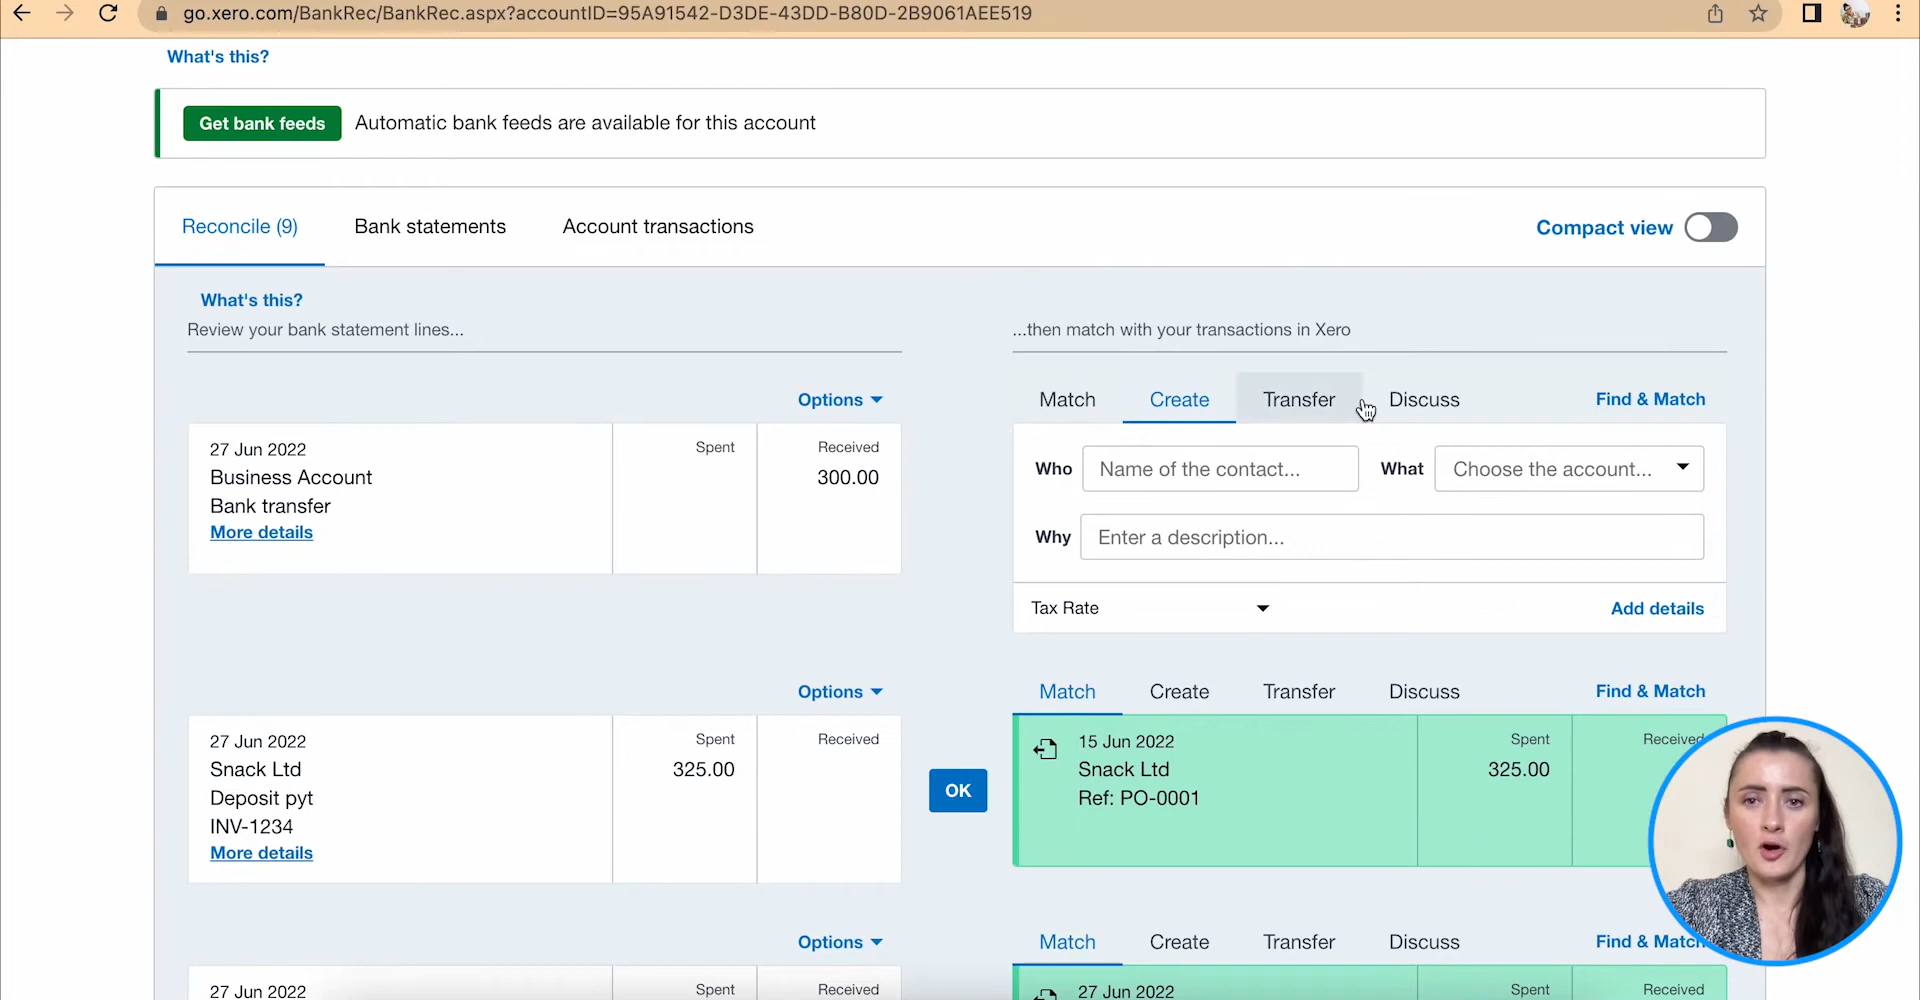 go.xero.com/BankRec/BankRec.aspx?accountID=95A91542-D3DE-43DD-B80D-2B9061AEE519
What's this?
Get bank feeds Automatic bank feeds are available for this account
Reconcile (9) Bank statements Account transactions Compact view
What's this?
Review your bank statement lines... ...then match with your transactions in Xero
Options Match Create Transfer Discuss Find & Match
27 Jun 2022 Spent Received
Business Account 300.00
Bank transfer
More details
Who Name of the contact... What Choose the account...
Why Enter a description...
Tax Rate Add details
Options Match Create Transfer Discuss Find & Match
27 Jun 2022 Spent Received
Snack Ltd 325.00
Deposit pyt
INV-1234
More details
OK
15 Jun 2022 Spent Received
Snack Ltd 325.00
Ref: PO-0001
Options Match Create Transfer Discuss Find & Match
27 Jun 2022 Spent Received
27 Jun 2022 Spent Received